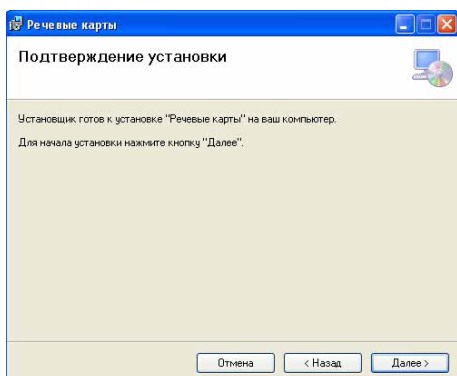 Речевые карты
Подтверждение установки
Установщик готов к установке "Речевые карты" на ваш компьютер.
Для начала установки нажмите кнопку "Далее".
Отмена
< Назад
Далее >